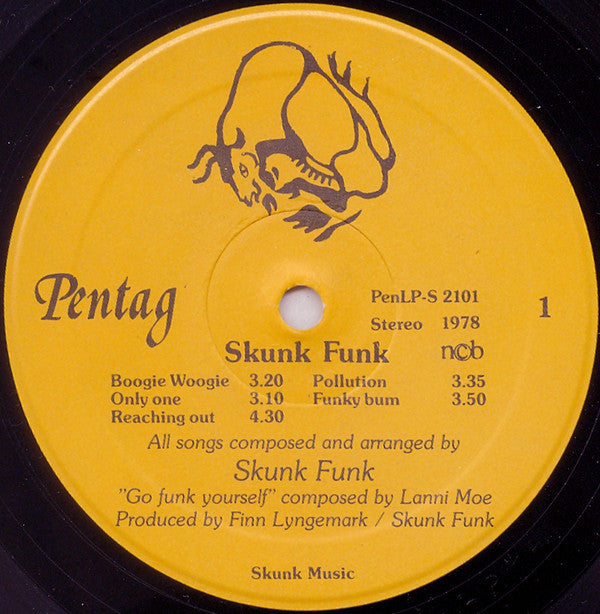 Pentag
PenLP-S 2101
1
Stereo 1978
Skunk Funk ncb
Boogie Woogie 3.20 Pollution 3.35
Only one 3.10 Funky bum 3.50
Reaching out 4.30
All songs composed and arranged by
Skunk Funk
"Go funk yourself" composed by Lanni Moe
Produced by Finn Lyngemark / Skunk Funk
Skunk Music